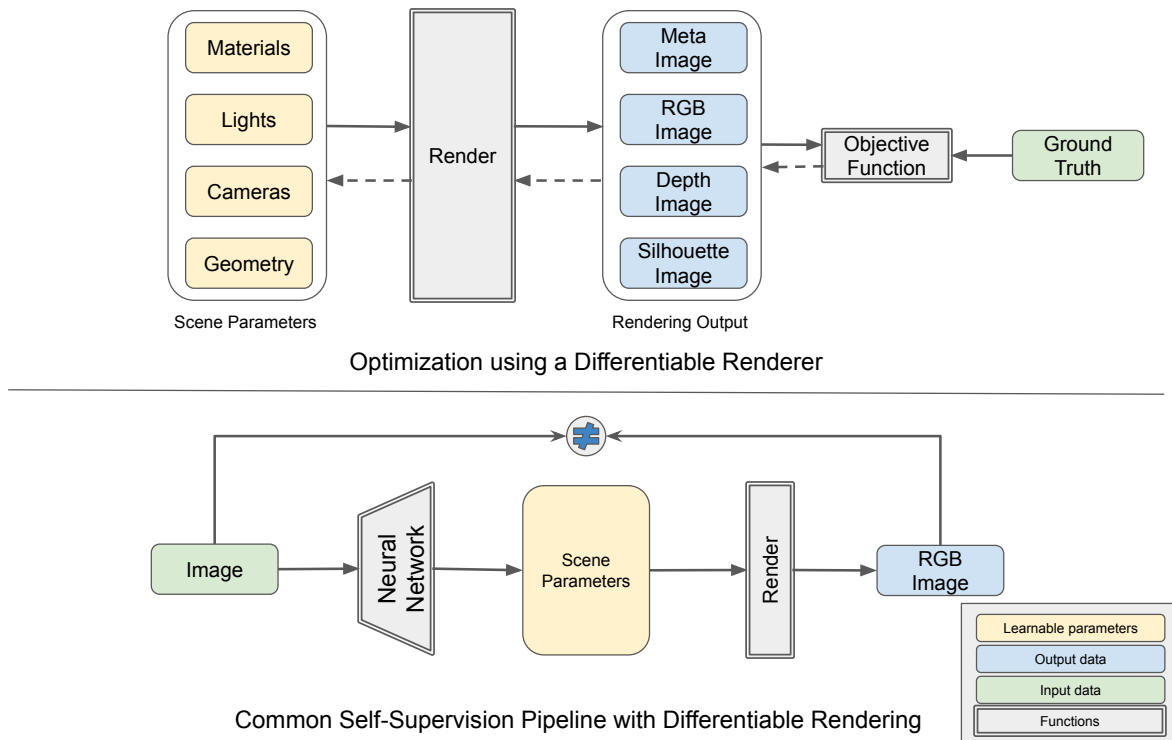 Materials
Lights
Cameras
Geometry
Scene Parameters
Render
Meta
Image
RGB
Image
Depth
Image
Silhouette
Image
Rendering Output
Objective
Function
Ground
Truth
Optimization using a Differentiable Renderer
Image
Neural
Network
Scene
Parameters
Render
RGB
Image
Learnable parameters
Output data
Input data
Functions
Common Self-Supervision Pipeline with Differentiable Rendering